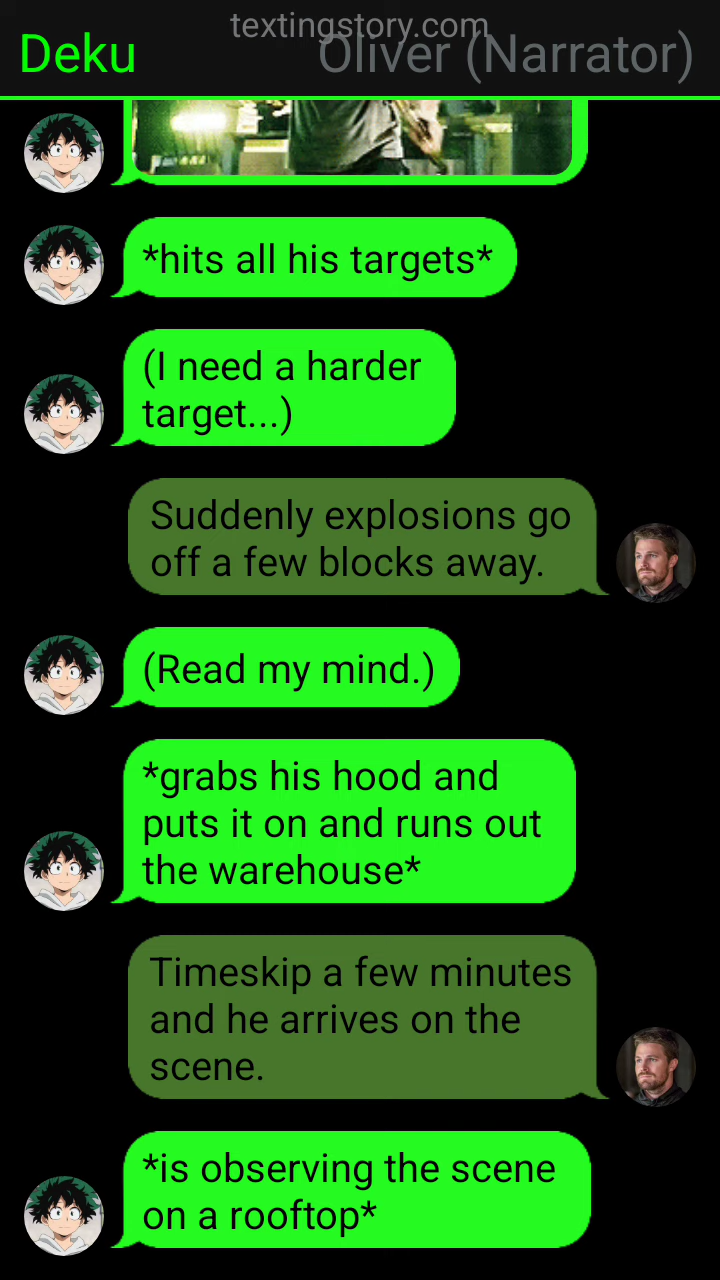 textingstory.com
Deku
Oliver (Narrator)
*hits all his targets*
(I need a harder
target...)
Suddenly explosions go
off a few blocks away.
(Read my mind.)
*grabs his hood and
puts it on and runs out
the warehouse*
Timeskip a few minutes
and he arrives on the
scene.
*is observing the scene
on a rooftop*